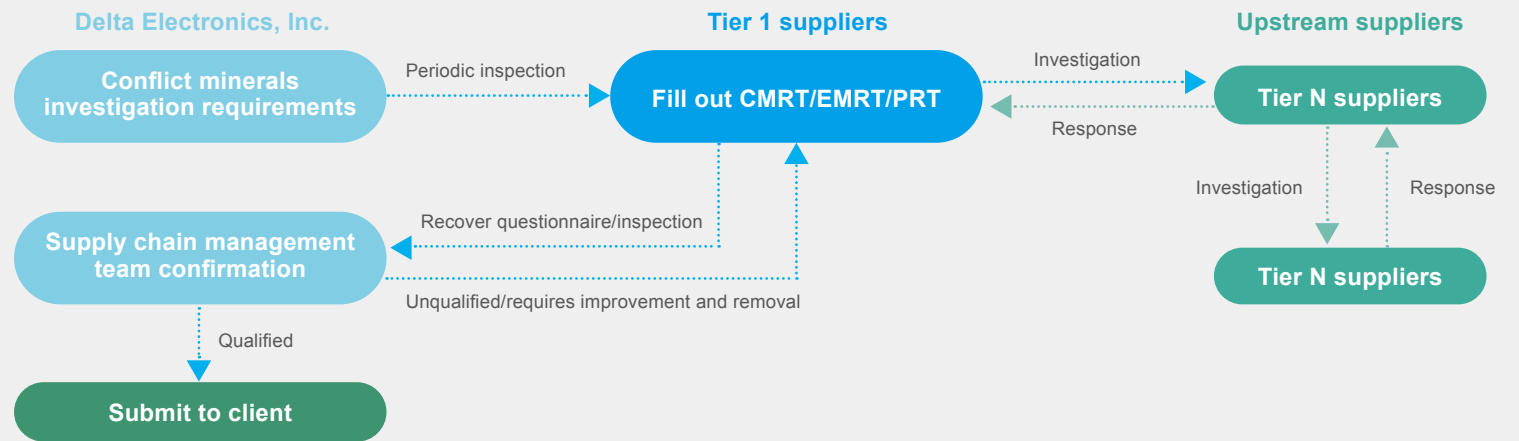 Delta Electronics, Inc.
Tier 1 suppliers
Upstream suppliers
Conflict minerals
investigation requirements
Periodic inspection
Fill out CMRT/EMRT/PRT
Investigation
Response
Tier N suppliers
Investigation
Response
Tier N suppliers
Recover questionnaire/inspection
Supply chain management
team confirmation
Unqualified/requires improvement and removal
Qualified
Submit to client